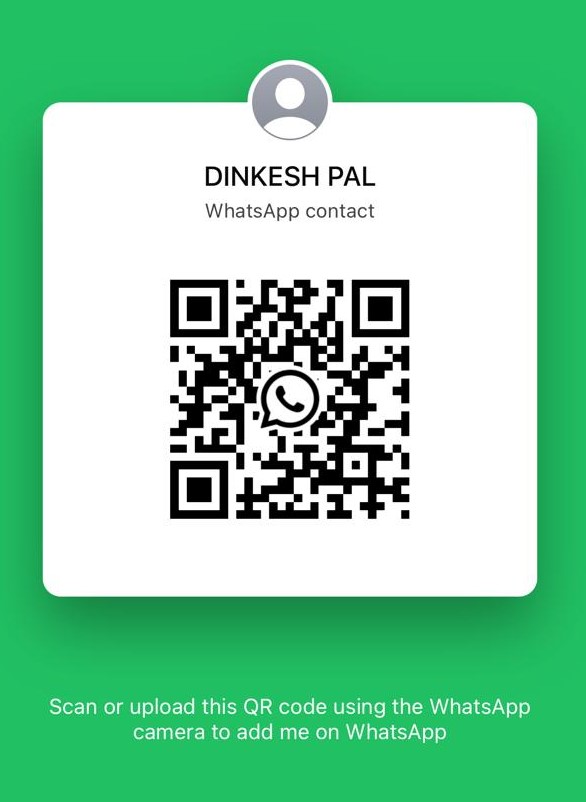 DINKESH PAL
WhatsApp contact
Scan or upload this QR code using the WhatsApp
camera to add me on WhatsApp